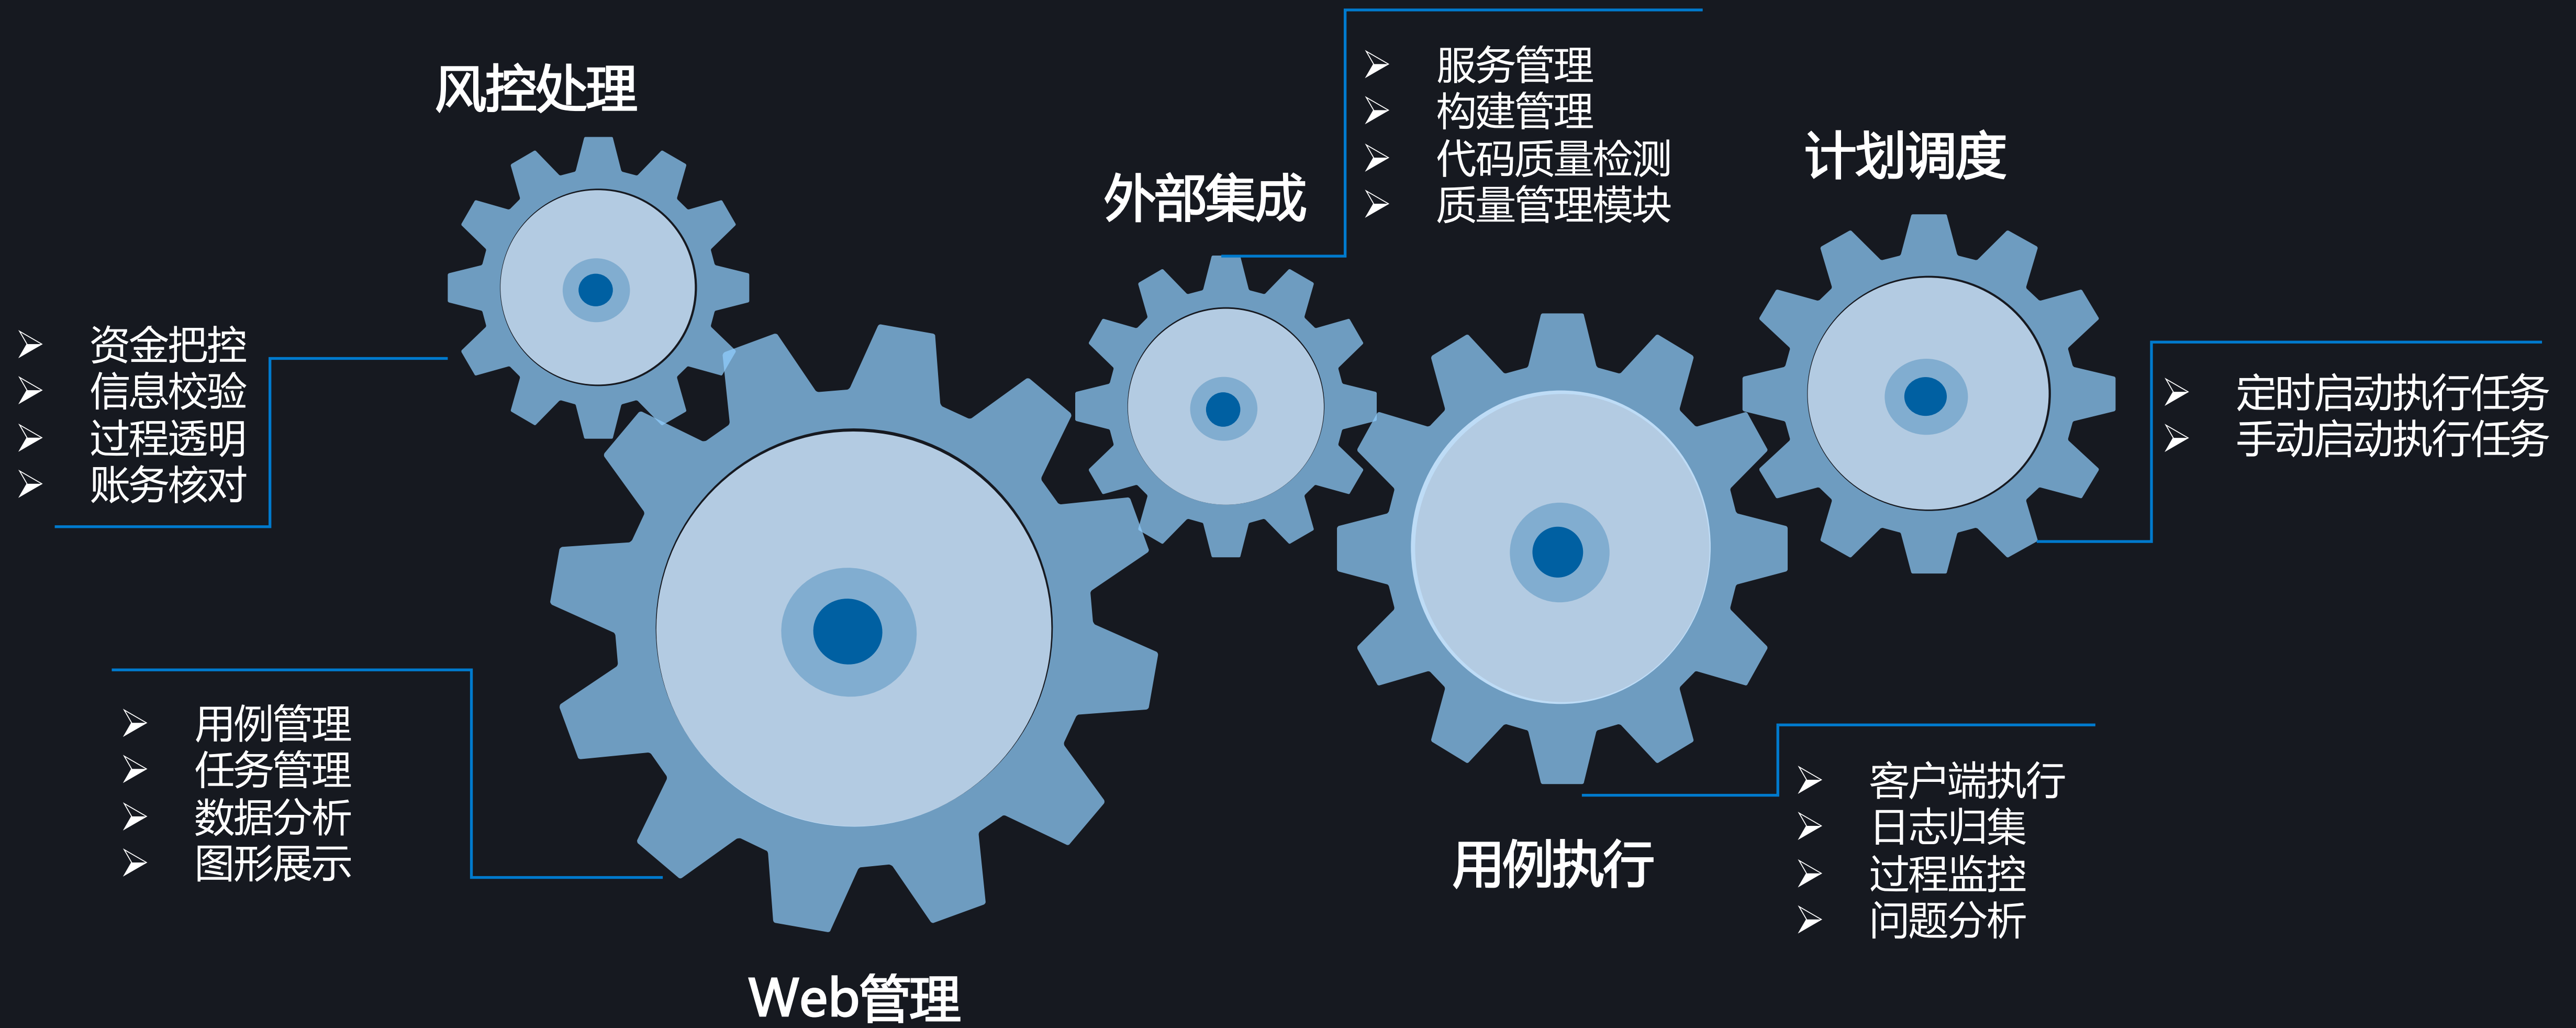 风控处理
资金把控
信息校验
过程透明
账务核对
外部集成
服务管理
构建管理
代码质量检测
质量管理模块
计划调度
定时启动执行任务
手动启动执行任务
用例管理
任务管理
数据分析
图形展示
Web管理
用例执行
客户端执行
日志归集
过程监控
问题分析